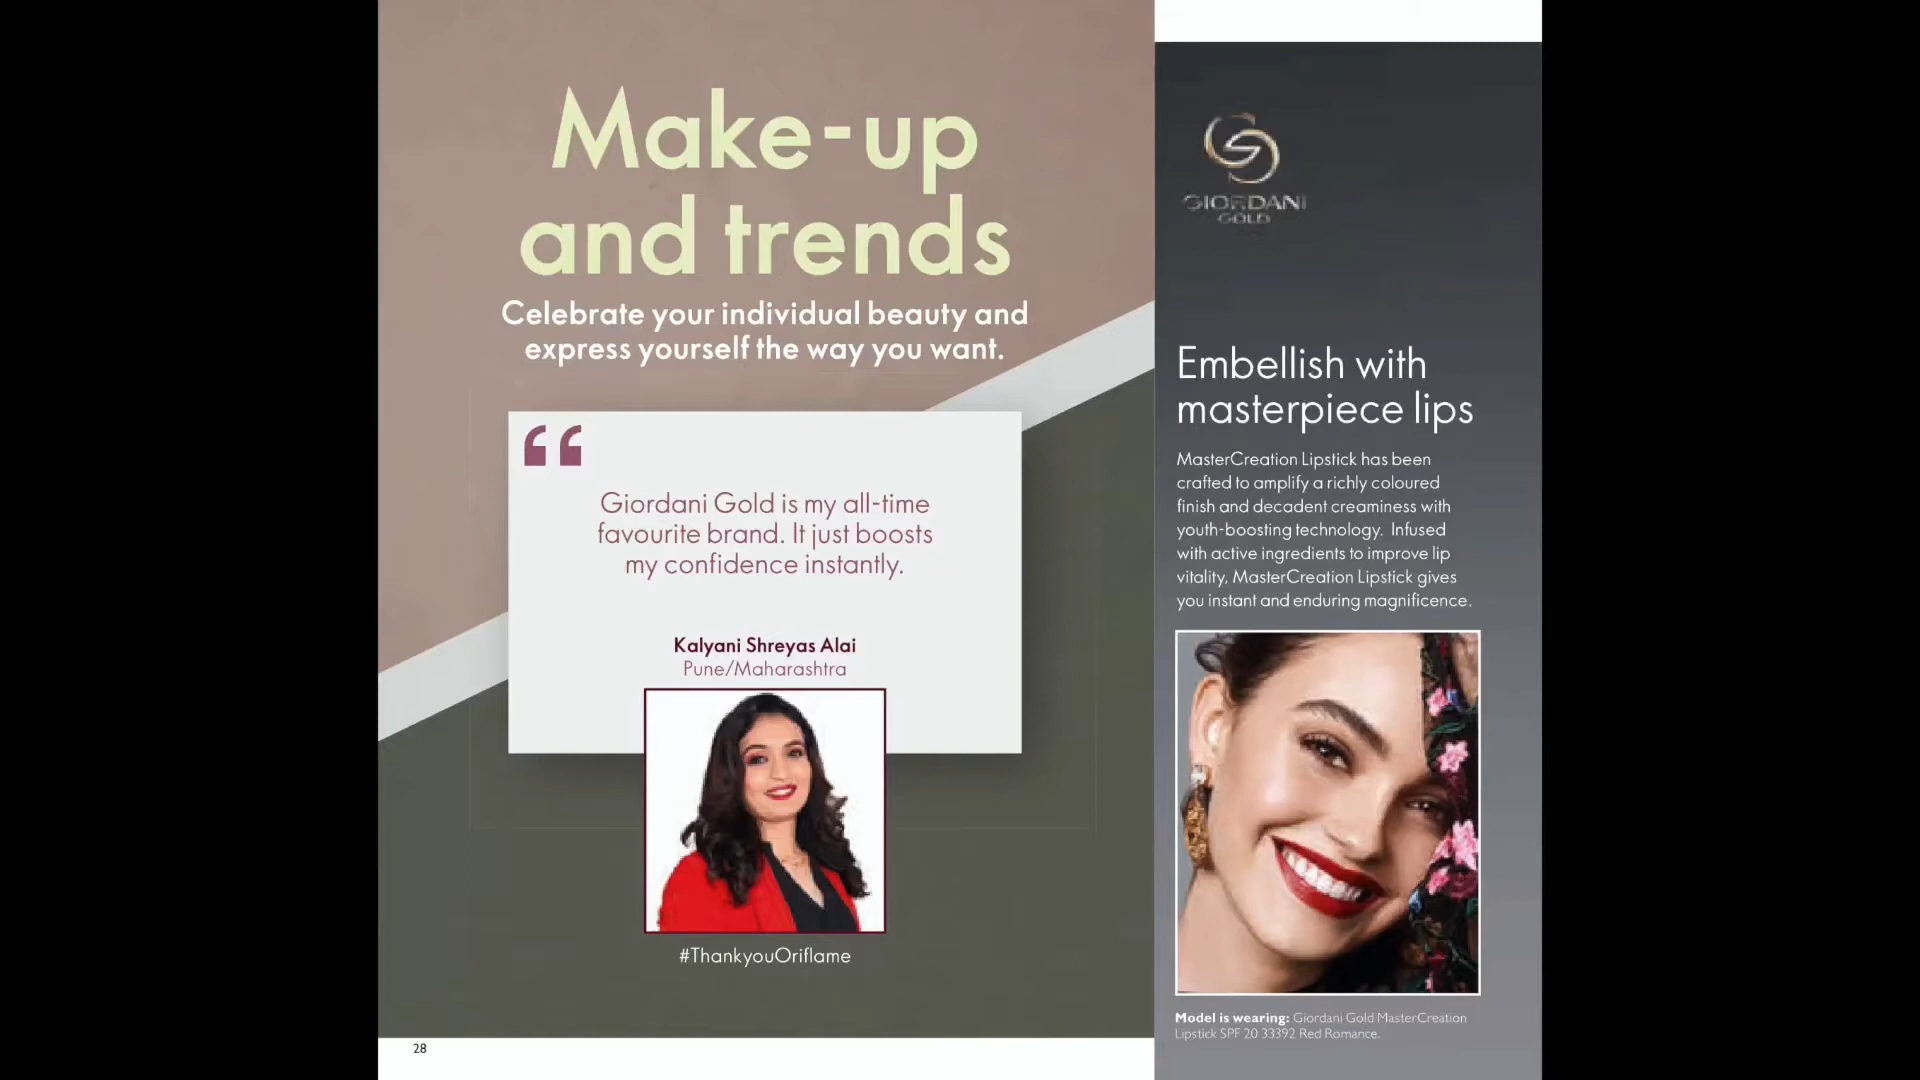 Make-up
and trends
Celebrate your individual beauty and
express yourself the way you want.
“
Giordani Gold is my all-time
favourite brand. It just boosts
my confidence instantly.
Kalyani Shreyas Alai
Pune/Maharashtra
#ThankyouOriflame
28
GIORDANI
GOLD
Embellish with
masterpiece lips
MasterCreation Lipstick has been
crafted to amplify a richly coloured
finish and decadent creaminess with
youth-boosting technology. Infused
with active ingredients to improve lip
vitality, MasterCreation Lipstick gives
you instant and enduring magnificence.
Model is wearing: Giordani Gold MasterCreation
Lipstick SPF 20 33392 Red Romance.